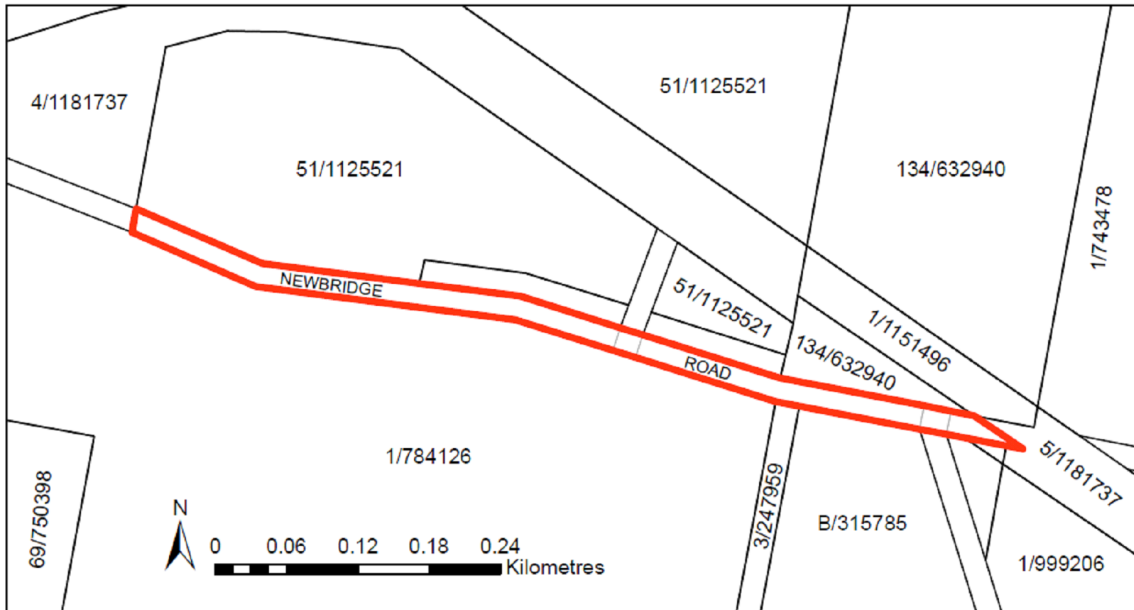 51/1125521
4/1181737
51/1125521
134/632940
1/743478
NEWBRIDGE
51/1125521
1/1151496
134/632940
ROAD
1/784126
5/1181737
69/750398
3/247959
B/315785
1/999206
N
0 0.06 0.12 0.18 0.24
Kilometres